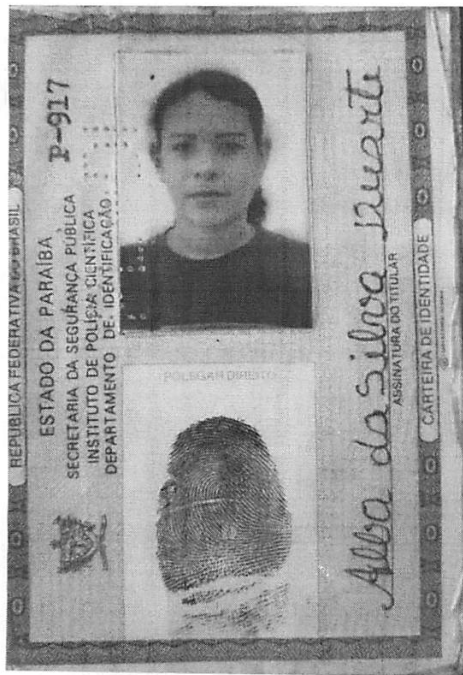 REPÚBLICA FEDERATIVA DO BRASIL
ESTADO DA PARAÍBA
P-917
SECRETARIA DA SEGURANÇA PÚBLICA
INSTITUTO DE POLÍCIA CIENTÍFICA
DEPARTAMENTO DE IDENTIFICAÇÃO
POLEGAR DIREITO
Alba da Silva Duarte
ASSINATURA DO TITULAR
CARTEIRA DE IDENTIDADE